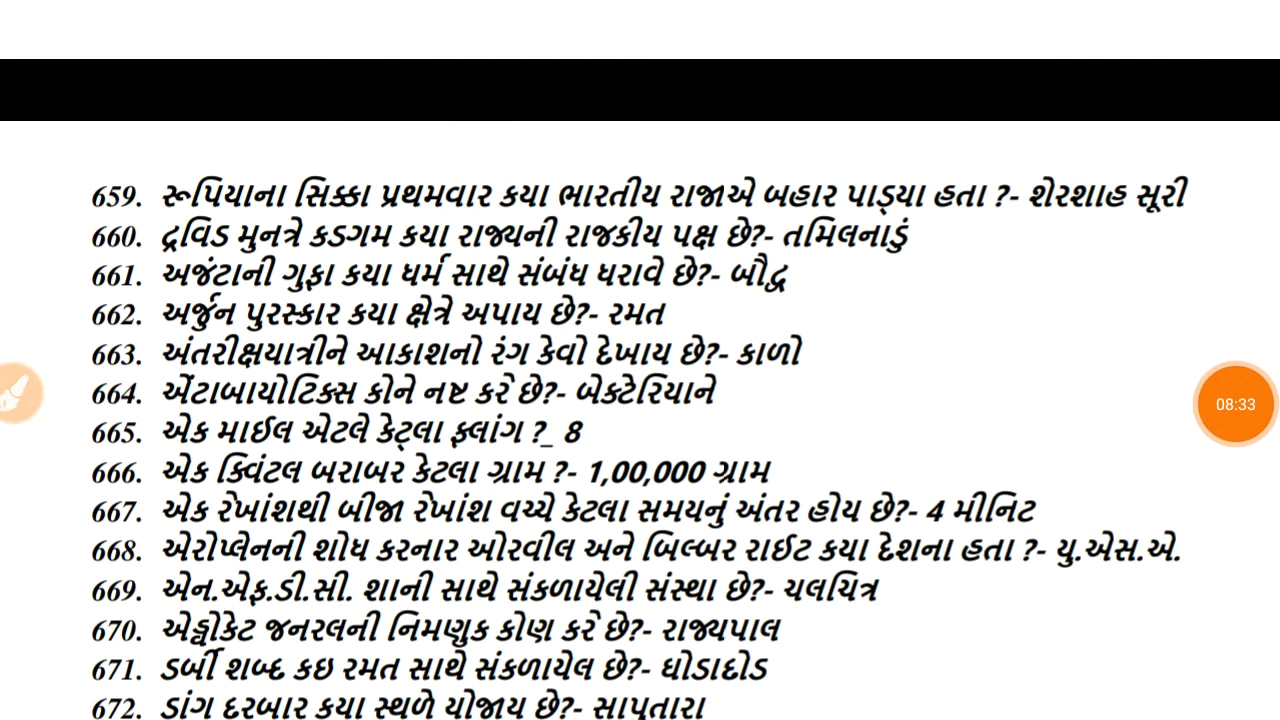 659. રૂપિયાના સિક્કા પ્રથમવાર કયા ભારતીય રાજાએ બહાર પાડ્યા હતા ?- શેરશાહ સૂરી
660. દ્રવિડ મુનત્રે કડગમ કયા રાજ્યની રાજકીય પક્ષ છે?- તમિલનાડું
661. અજંટાની ગુફા કયા ધર્મ સાથે સંબંધ ધરાવે છે?- બૌદ્ધ
662. અર્જુન પુરસ્કાર કયા ક્ષેત્રે અપાય છે?- રમત
663. અંતરીક્ષયાત્રીને આકાશનો રંગ કેવો દેખાય છે?- કાળો
664. એંટાબાયોટિક્સ કોને નષ્ટ કરે છે?- બેક્ટેરિયાને
665. એક માઈલ એટલે કેટ્લા ફ્લાંગ ?_ 8
666. એક ક્વિંટલ બરાબર કેટલા ગ્રામ ?- 1,00,000 ગ્રામ
667. એક રેખાંશથી બીજા રેખાંશ વચ્ચે કેટલા સમયનું અંતર હોય છે?- 4 મીનિટ
08:33
668. એરોપ્લેનની શોધ કરનાર ઓરવીલ અને બિલ્બર રાઈટ કયા દેશના હતા ?- યુ.એસ.એ.
669. એન.એફ.ડી.સી. શાની સાથે સંકળાયેલી સંસ્થા છે?- ચલચિત્ર
670. એડ્વોકેટ જનરલની નિમણુક કોણ કરે છે?- રાજ્યપાલ
671. ડર્બી શબ્દ કઇ રમત સાથે સંકળાયેલ છે?- ઘોડાદોડ
672. ડાંગ દરબાર કયા સ્થળે યોજાય છે?- સાપુતારા